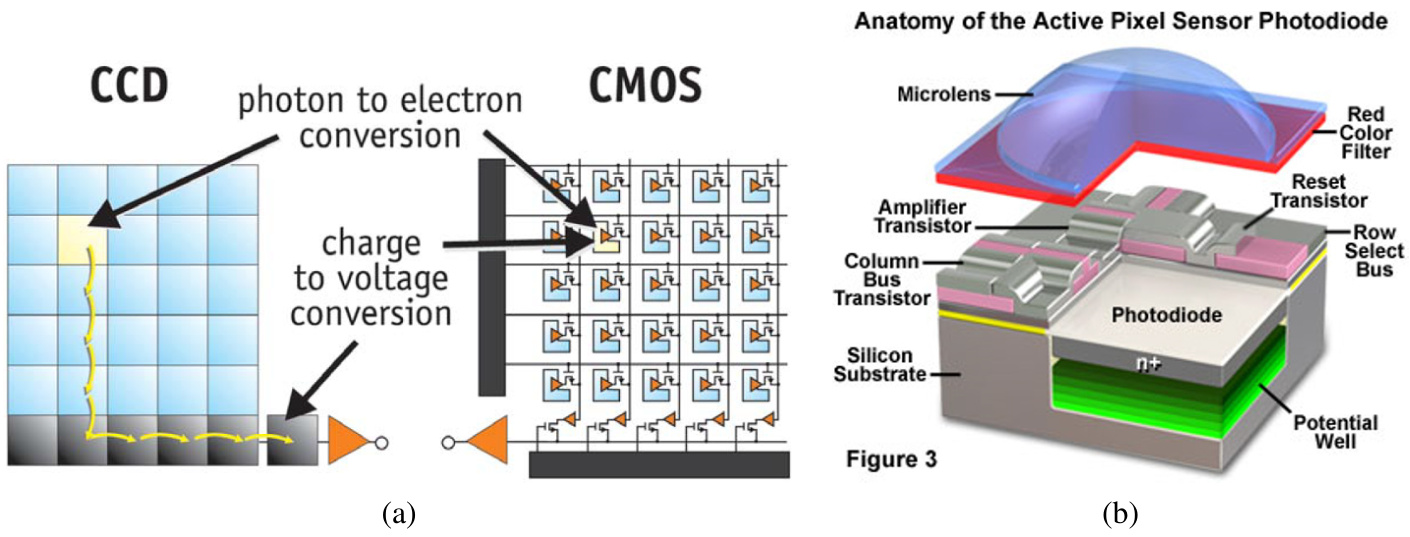 CCD
photon to electron
conversion
CMOS
charge
to voltage
conversion
(a)
Anatomy of the Active Pixel Sensor Photodiode
Microlens
Red
Color
Filter
Amplifier
Transistor
Reset
Transistor
Row
Select
Bus
Column
Bus
Transistor
Photodiode
n+
Silicon
Substrate
Potential
Well
Figure 3
(b)